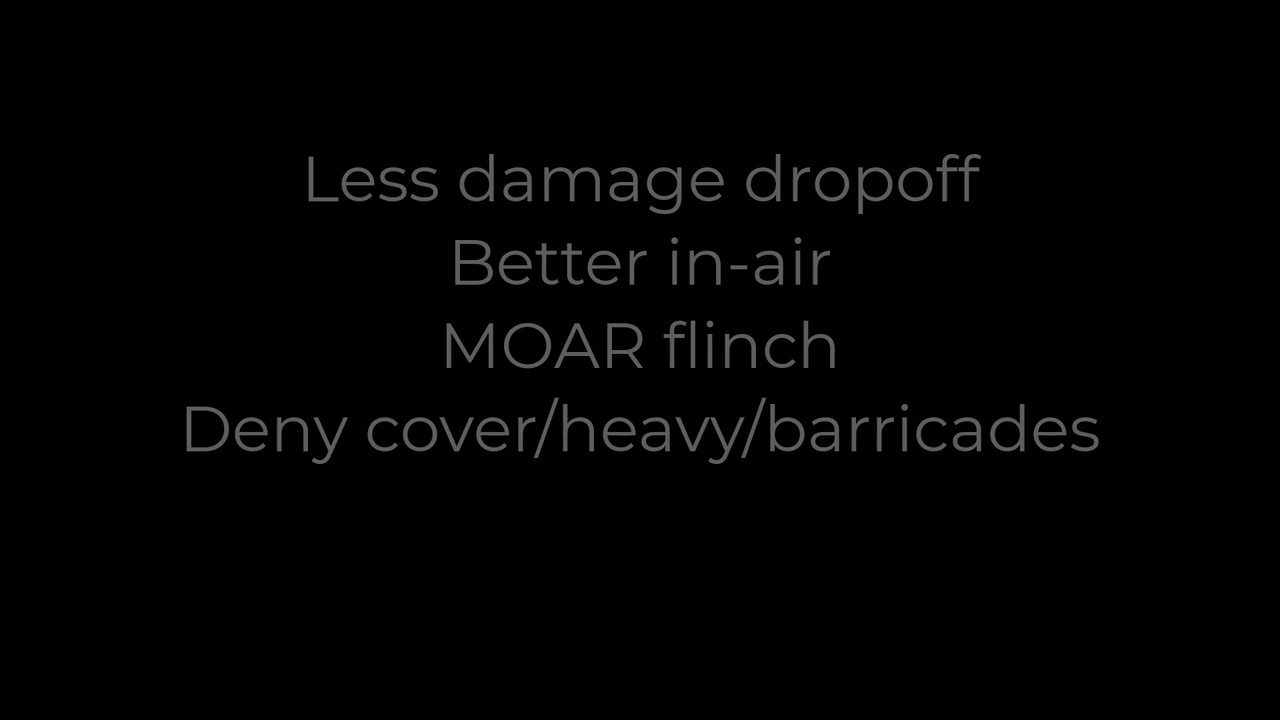 Less damage dropoff
Better in-air
MOAR flinch
Deny cover/heavy/barricades